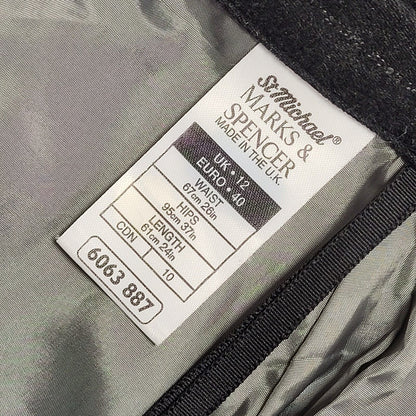 St Michael®
MARKS &
SPENCER
MADE IN THE U.K.
UK • 12
EURO • 40
WAIST
67cm 26in
HIPS
95cm 37in
LENGTH
61cm 24in
CDN 10
6063 887